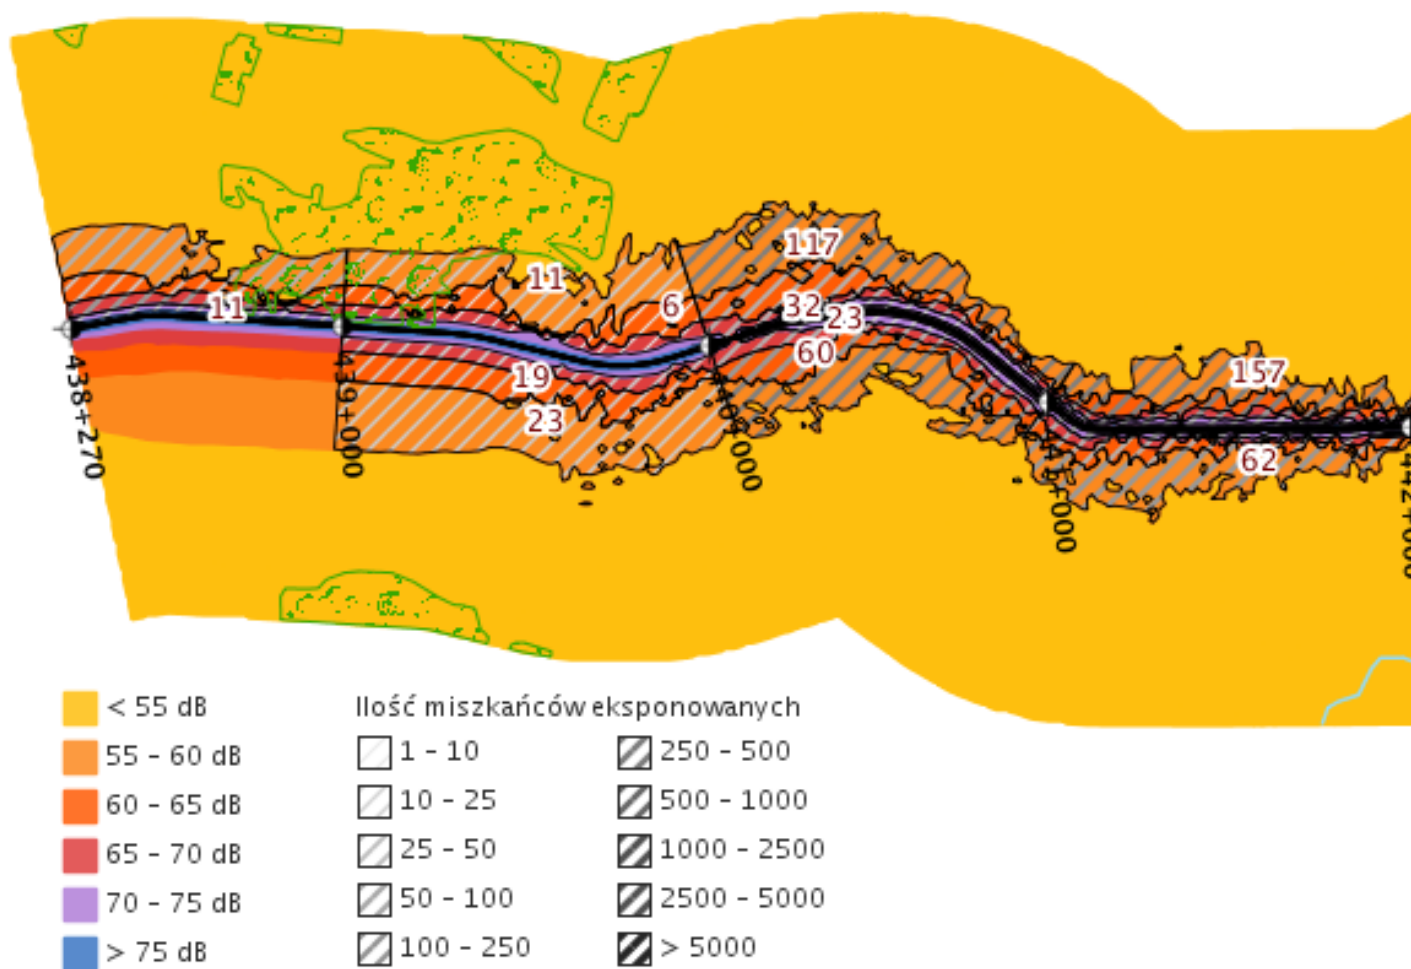 117
11
11
6
32
23
60
157
19
23
62
438+270
439+000
< 55 dB
55 – 60 dB
60 – 65 dB
65 – 70 dB
70 – 75 dB
> 75 dB
Ilość miszkańców eksponowanych
1 – 10
10 – 25
25 – 50
50 – 100
100 – 250
250 – 500
500 – 1000
1000 – 2500
2500 – 5000
> 5000